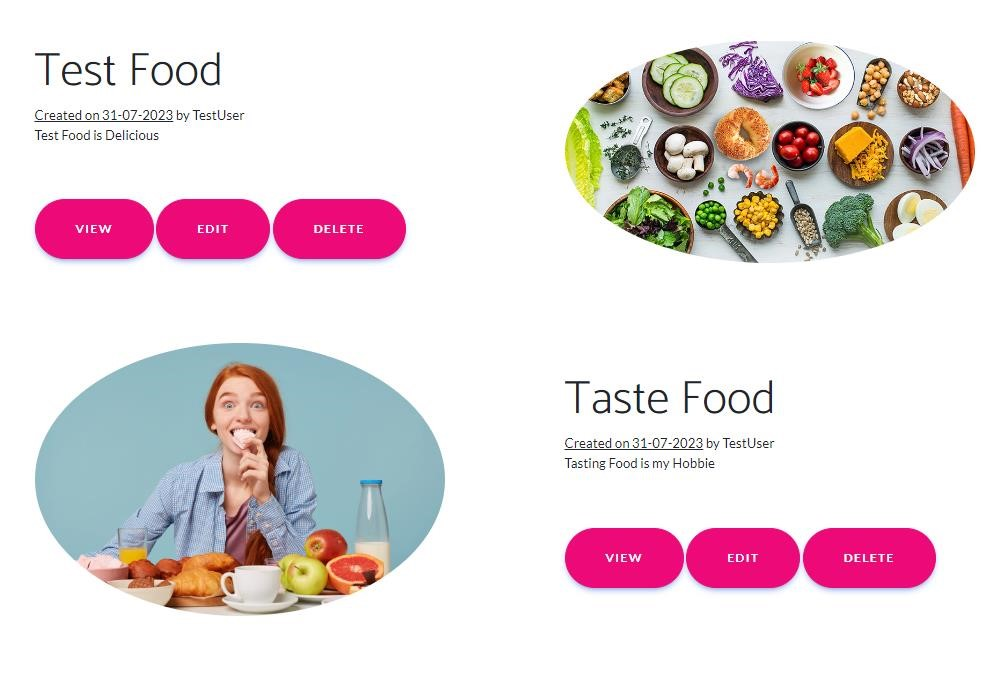 Test Food
Created on 31-07-2023 by TestUser
Test Food is Delicious
VIEW EDIT DELETE
Taste Food
Created on 31-07-2023 by TestUser
Tasting Food is my Hobbie
VIEW EDIT DELETE